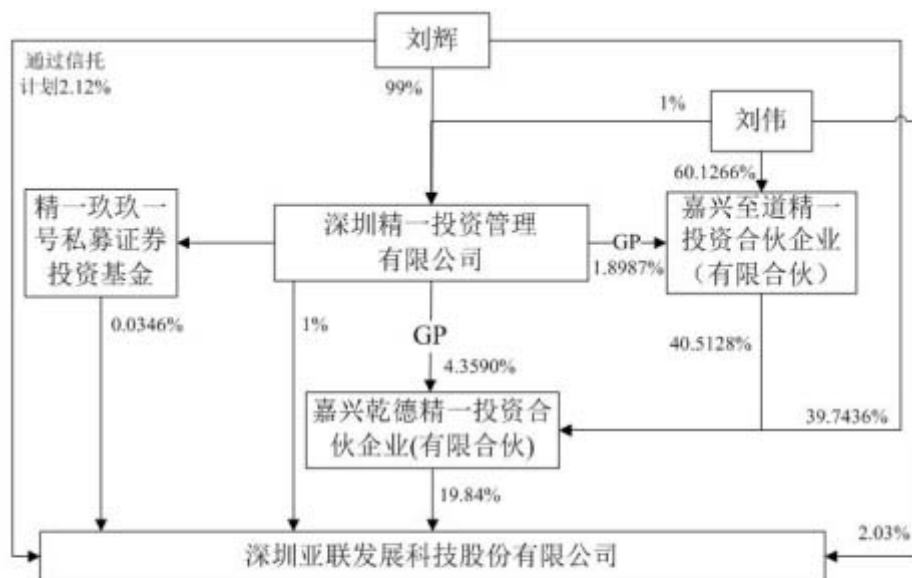 刘辉
通过信托
计划2.12%
99%
1%
刘伟
60.1266%
精一玖玖一
号私募证券
投资基金
深圳精一投资管理
有限公司
GP
1.8987%
嘉兴至道精一
投资合伙企业
（有限合伙）
0.0346%
1%
GP
4.3590%
40.5128%
嘉兴乾德精一投资合
伙企业(有限合伙)
39.7436%
19.84%
2.03%
深圳亚联发展科技股份有限公司